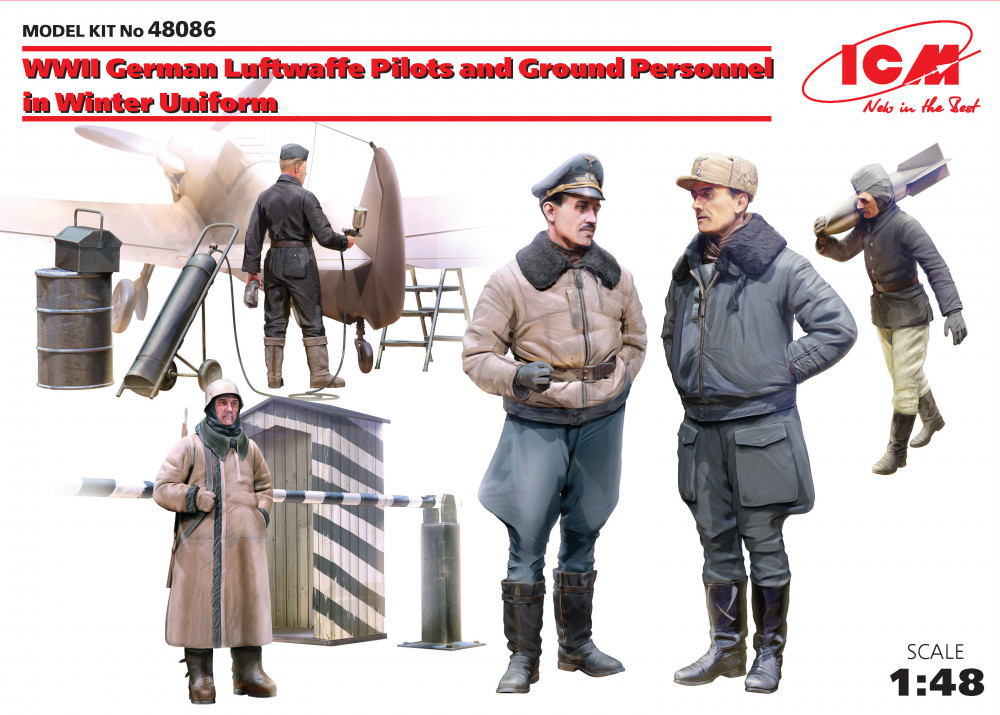 MODEL KIT No 48086
WWII German Luftwaffe Pilots and Ground Personnel
in Winter Uniform
ICM
New in the Best
SCALE
1:48